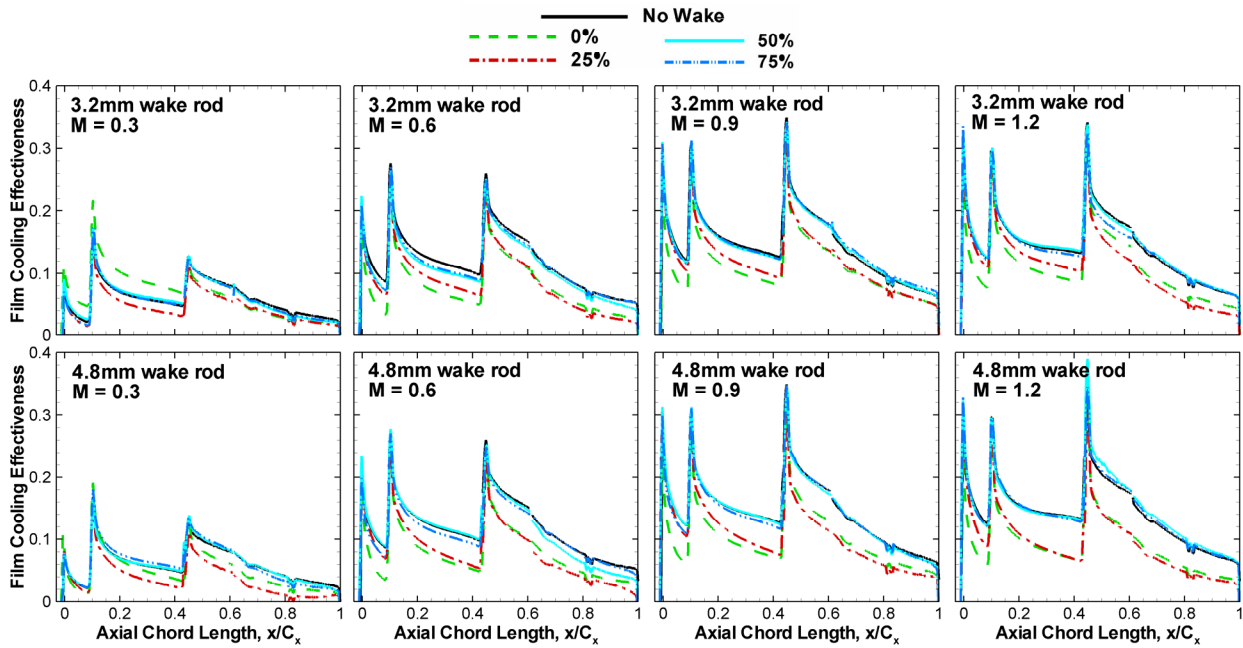 No Wake
0% 50%
25% 75%
Film Cooling Effectiveness
0.4
0.3
0.2
0.1
0
3.2mm wake rod
M = 0.3
3.2mm wake rod
M = 0.6
3.2mm wake rod
M = 0.9
3.2mm wake rod
M = 1.2
Film Cooling Effectiveness
0.4
0.3
0.2
0.1
0
4.8mm wake rod
M = 0.3
4.8mm wake rod
M = 0.6
4.8mm wake rod
M = 0.9
4.8mm wake rod
M = 1.2
0 0.2 0.4 0.6 0.8 1
0 0.2 0.4 0.6 0.8 1
0 0.2 0.4 0.6 0.8 1
0 0.2 0.4 0.6 0.8 1
Axial Chord Length, x/Cx
Axial Chord Length, x/Cx
Axial Chord Length, x/Cx
Axial Chord Length, x/Cx